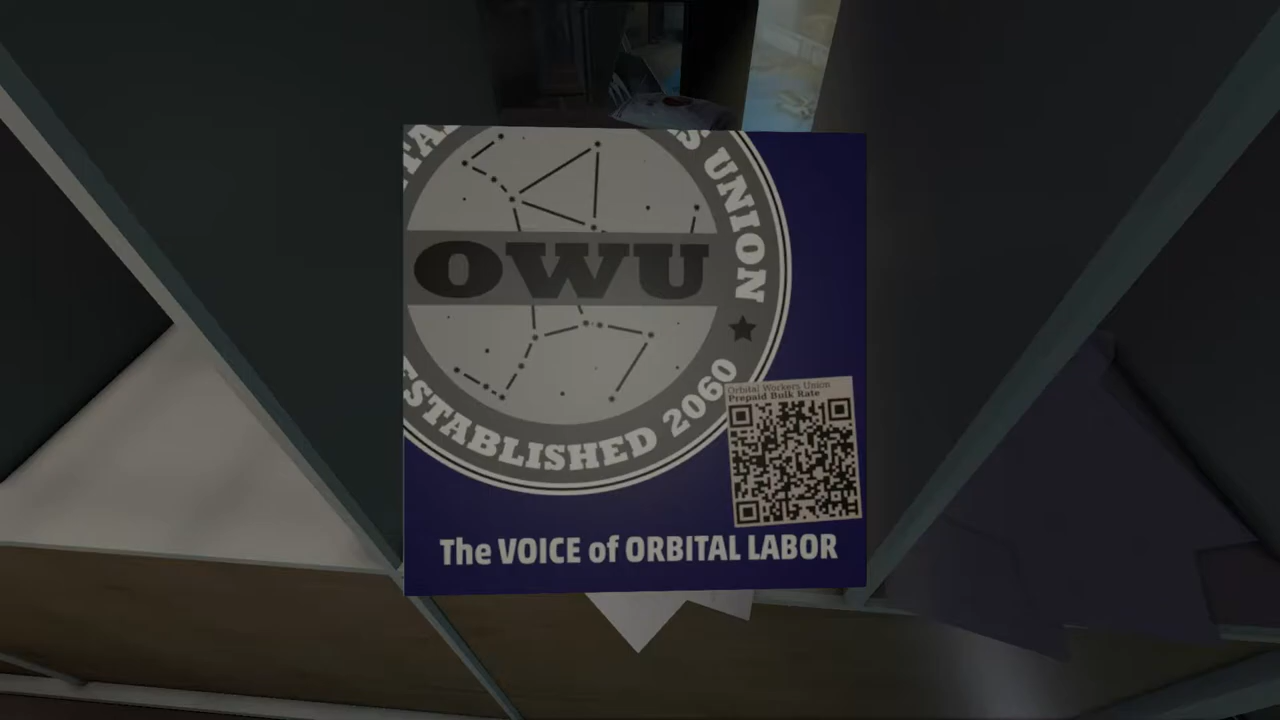 S UNION
OWU
ESTABLISHED 2060
Orbital Workers Union
Prepaid Bulk Rate
The VOICE of ORBITAL LABOR